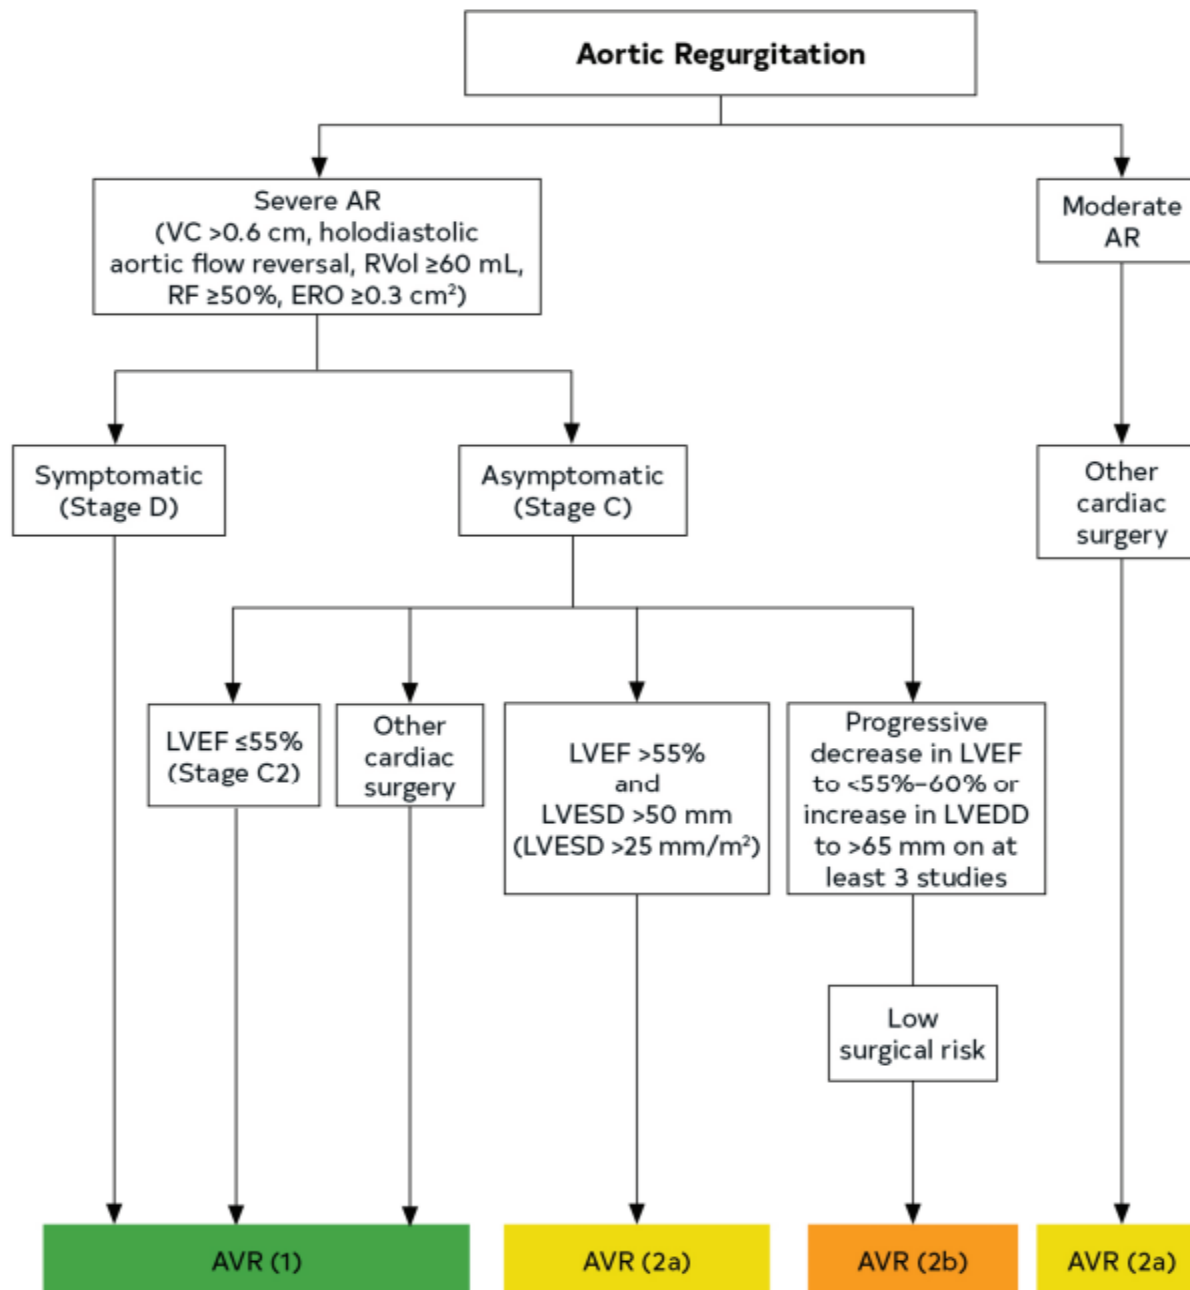 Aortic Regurgitation
Severe AR
(VC >0.6 cm, holodiastolic
aortic flow reversal, RVol ≥60 mL,
RF ≥50%, ERO ≥0.3 cm²)
Moderate
AR
Symptomatic
(Stage D)
Asymptomatic
(Stage C)
Other
cardiac
surgery
LVEF ≤55%
(Stage C2)
Other
cardiac
surgery
LVEF >55%
and
LVESD >50 mm
(LVESD >25 mm/m²)
Progressive
decrease in LVEF
to <55%–60% or
increase in LVEDD
to >65 mm on at
least 3 studies
Low
surgical risk
AVR (1)
AVR (2a)
AVR (2b)
AVR (2a)